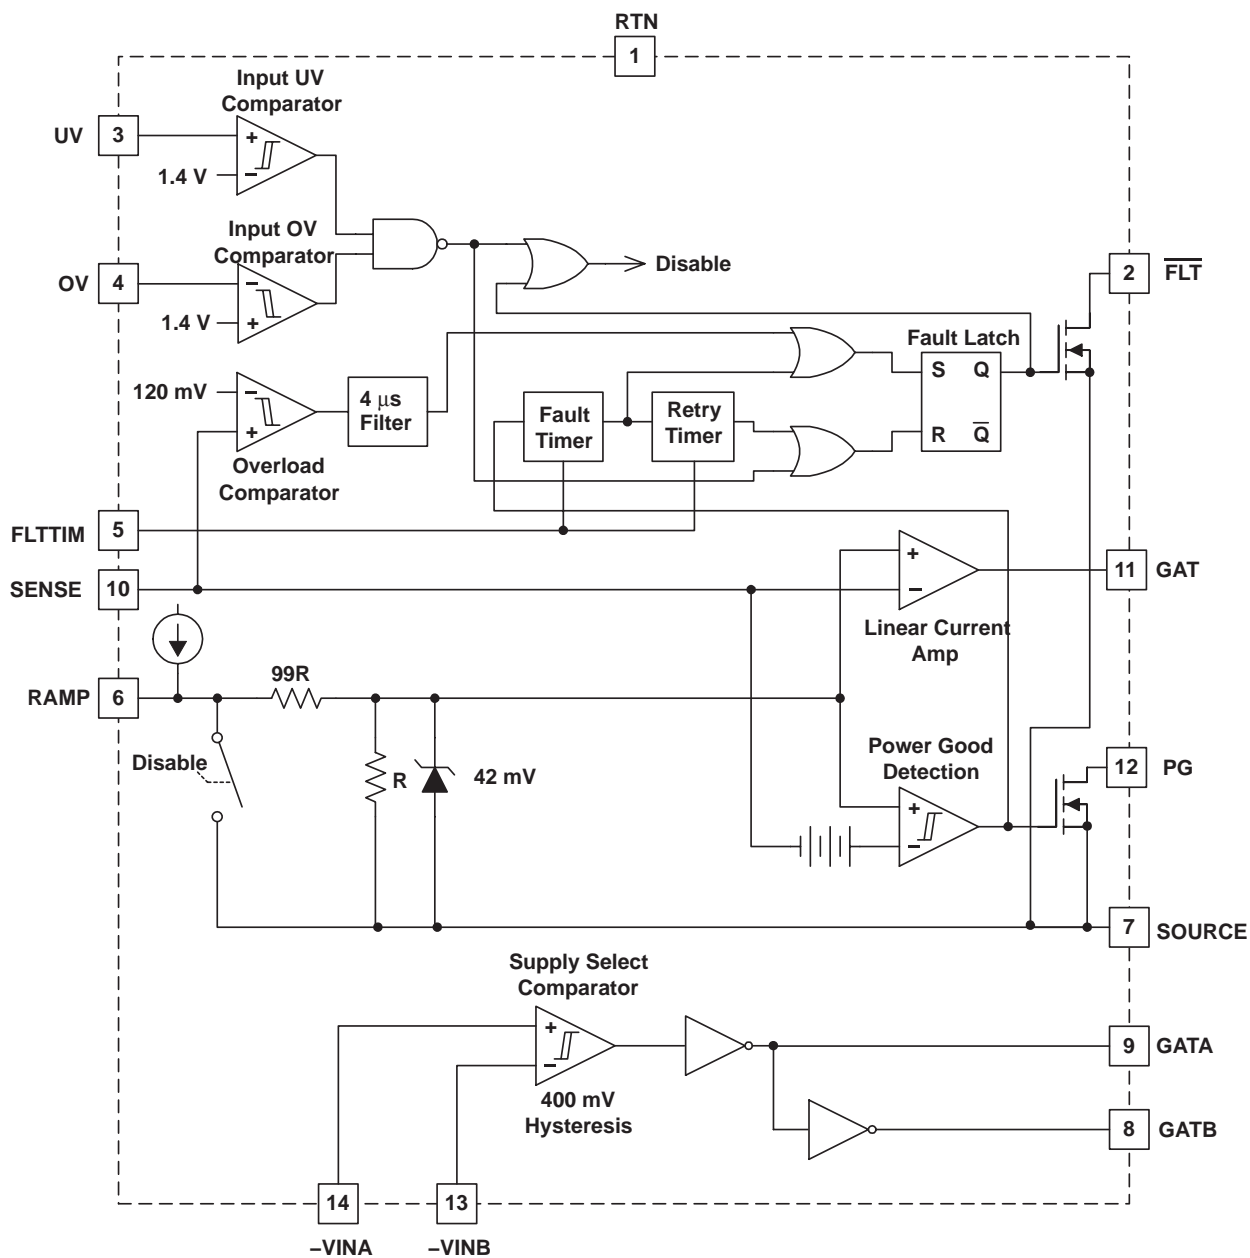 RTN
1
Input UV
Comparator
UV
3
+
1.4 V
−
Input OV
Comparator
OV
4
−
1.4 V
+
Disable
2
FLT
Fault Latch
S Q
R Q
120 mV
−
+
4 μs
Filter
Overload
Comparator
Fault
Timer
Retry
Timer
FLTTIM
5
SENSE
10
+
−
11
GAT
Linear Current
Amp
RAMP
6
99R
Disable
R
42 mV
Power Good
Detection
+
−
12
PG
7
SOURCE
Supply Select
Comparator
+
−
400 mV
Hysteresis
9
GATA
8
GATB
14
13
–VINA
–VINB